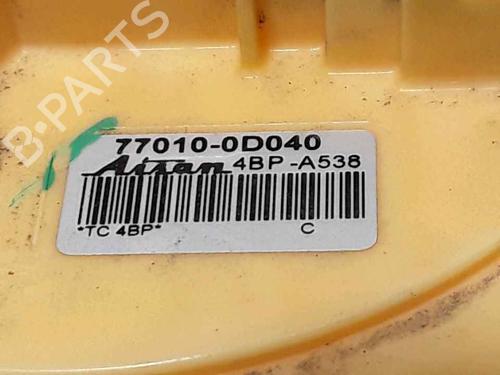 B-PARTS
77010-0D040
Aisan 4BP-A538
*TC 4BP* C